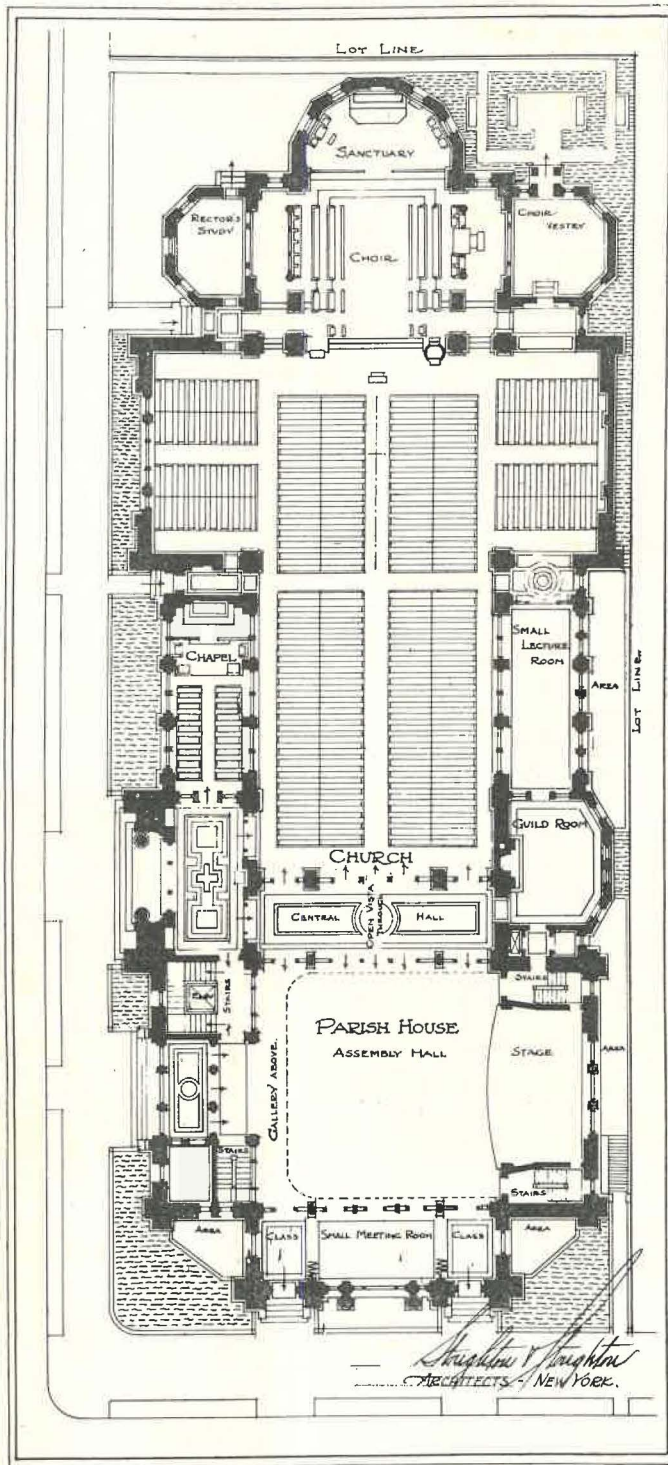 LOT LINE
SANCTUARY
RECTOR'S
STUDY
CHOIR
VESTRY
CHOIR
CHAPEL
SMALL
LECTURE
ROOM
AREA
LOT LINE
GUILD ROOM
CHURCH
CENTRAL
OPEN VISTA
THROUGH
HALL
STAIRS
STAIRS
PARISH HOUSE
ASSEMBLY HALL
STAGE
AREA
GALLERY ABOVE.
STAIRS
STAIRS
AREA
CLASS
SMALL MEETING ROOM
CLASS
AREA
Stoughton & Stoughton
ARCHITECTS - NEW YORK.